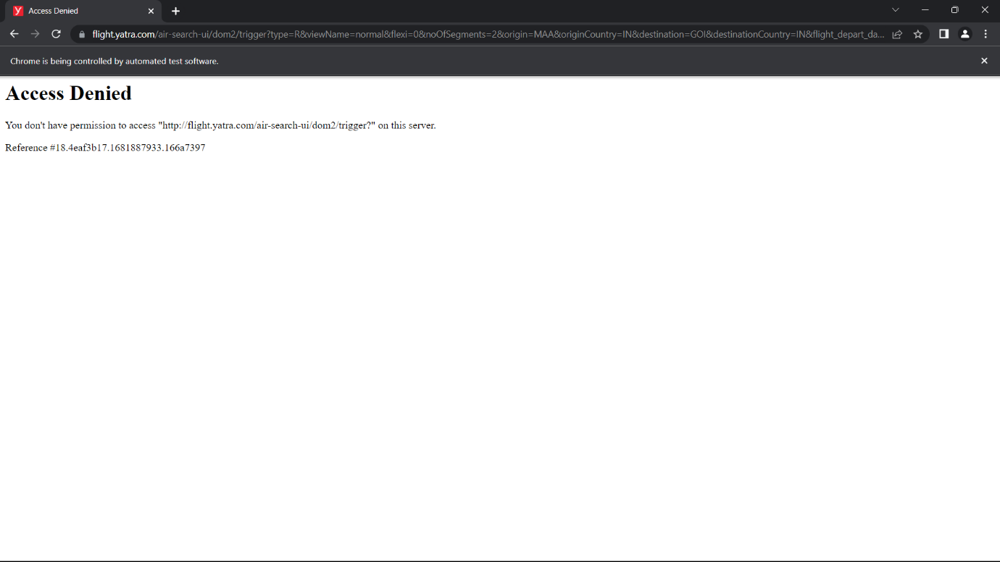 Access Denied
flight.yatra.com/air-search-ui/dom2/trigger?type=R&viewName=normal&flexi=0&noOfSegments=2&origin=MAA&originCountry=IN&destination=GOI&destinationCountry=IN&flight_depart_da...
Chrome is being controlled by automated test software.
Access Denied
You don't have permission to access "http://flight.yatra.com/air-search-ui/dom2/trigger?" on this server.
Reference #18.4eaf3b17.1681887933.166a7397